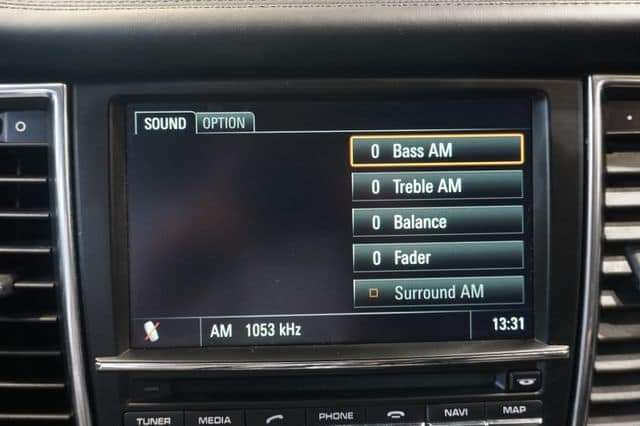 SOUND OPTION
0 Bass AM
0 Treble AM
0 Balance
0 Fader
Surround AM
AM 1053 kHz 13:31
TUNER MEDIA PHONE NAVI MAP